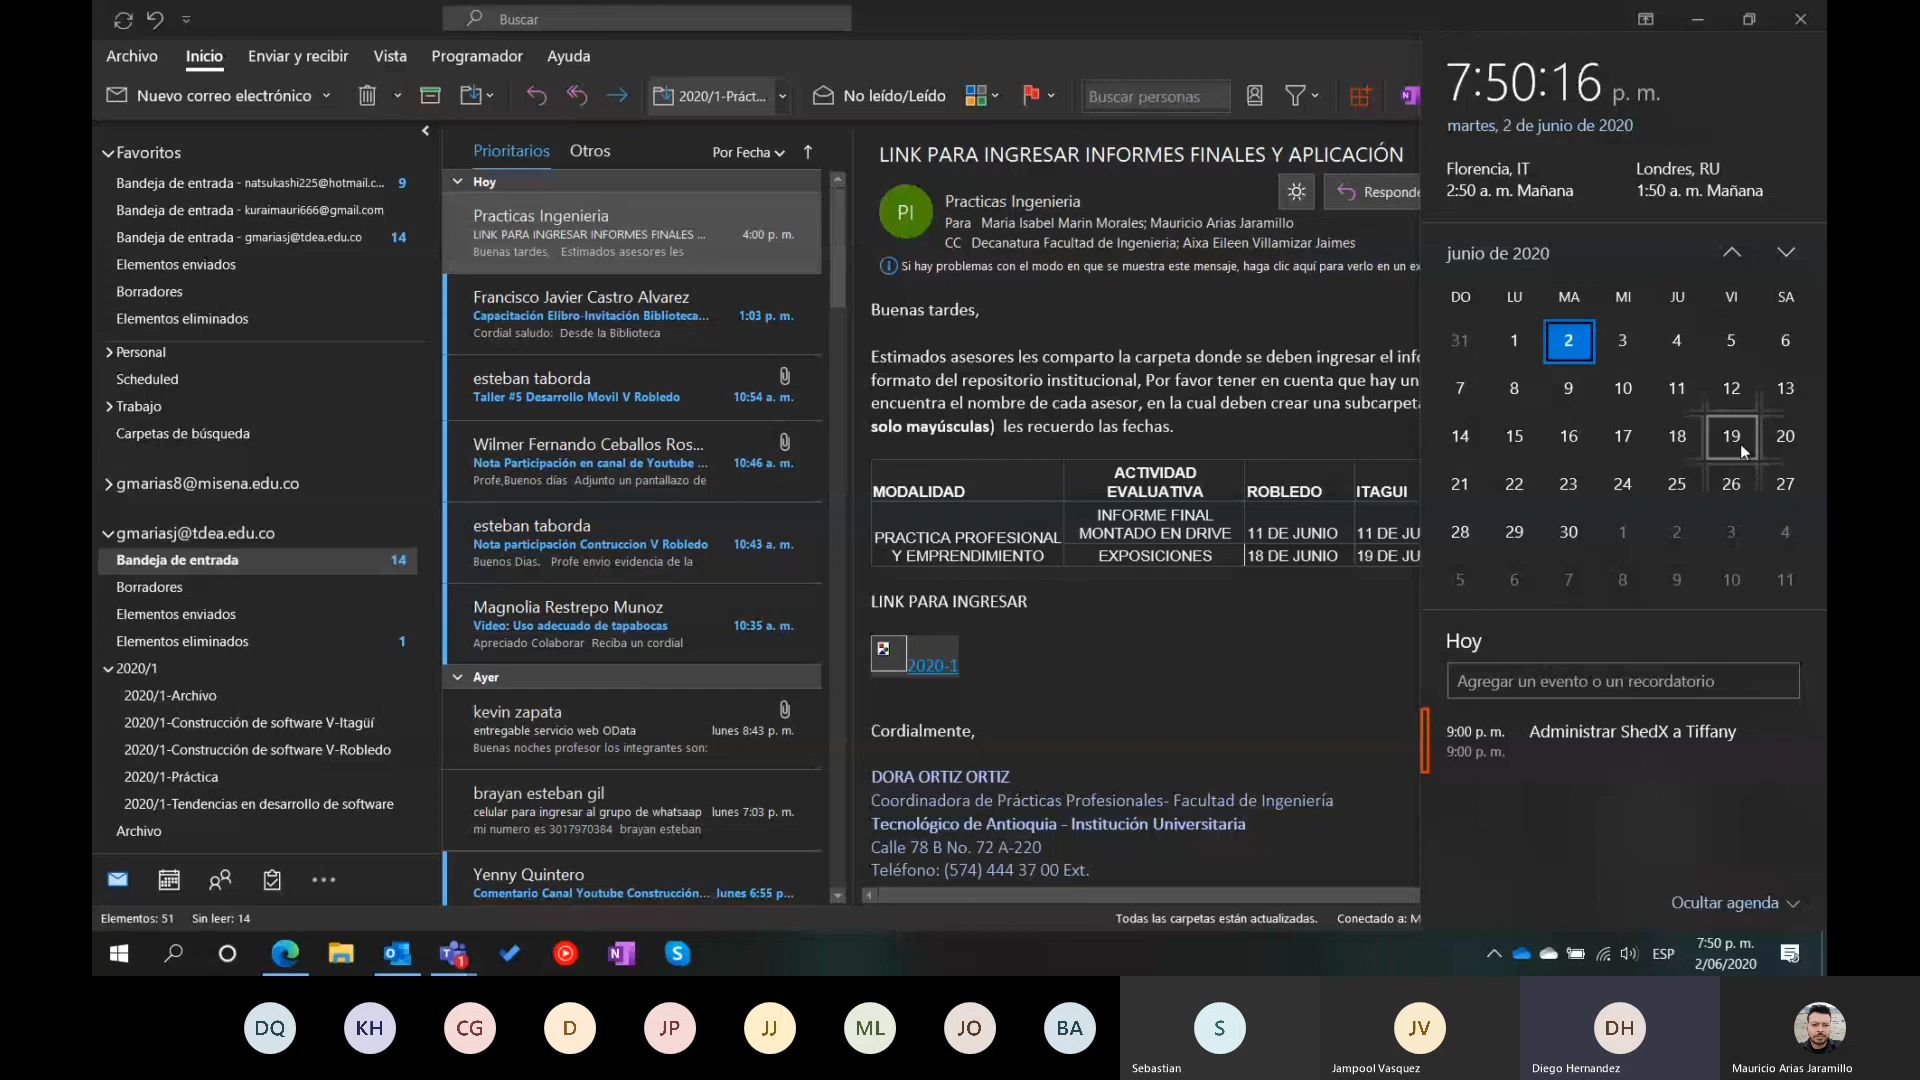 Buscar
Archivo Inicio Enviar y recibir Vista Programador Ayuda
Nuevo correo electrónico 2020/1-Práct... No leído/Leído Buscar personas
Favoritos
Bandeja de entrada - natsukashi225@hotmail.c... 9
Bandeja de entrada - kuraimauri666@gmail.com
Bandeja de entrada - gmariasj@tdea.edu.co 14
Elementos enviados
Borradores
Elementos eliminados
Personal
Scheduled
Trabajo
Carpetas de búsqueda
gmarias8@misena.edu.co
gmariasj@tdea.edu.co
Bandeja de entrada 14
Borradores
Elementos enviados
Elementos eliminados 1
2020/1
2020/1-Archivo
2020/1-Construcción de software V-Itagüí
2020/1-Construcción de software V-Robledo
2020/1-Práctica
2020/1-Tendencias en desarrollo de software
Archivo
Elementos: 51 Sin leer: 14
Prioritarios Otros Por Fecha
Hoy
Practicas Ingenieria
LINK PARA INGRESAR INFORMES FINALES ... 4:00 p. m.
Buenas tardes, Estimados asesores les
Francisco Javier Castro Alvarez
Capacitación Elibro-Invitación Biblioteca... 1:03 p. m.
Cordial saludo: Desde la Biblioteca
esteban taborda
Taller #5 Desarrollo Movil V Robledo 10:54 a. m.
Wilmer Fernando Ceballos Ros...
Nota Participación en canal de Youtube ... 10:46 a. m.
Profe,Buenos días Adjunto un pantallazo de
esteban taborda
Nota participación Contruccion V Robledo 10:43 a. m.
Buenos Dias. Profe envio evidencia de la
Magnolia Restrepo Munoz
Video: Uso adecuado de tapabocas 10:35 a. m.
Apreciado Colaborar Reciba un cordial
Ayer
kevin zapata
entregable servicio web OData lunes 8:43 p. m.
Buenas noches profesor los integrantes son:
brayan esteban gil
celular para ingresar al grupo de whatsaap lunes 7:03 p. m.
mi numero es 3017970384 brayan esteban
Yenny Quintero
Comentario Canal Youtube Construcción... lunes 6:55 p...
LINK PARA INGRESAR INFORMES FINALES Y APLICACIÓN
PI
Practicas Ingenieria
Responde
Para Maria Isabel Marin Morales; Mauricio Arias Jaramillo
CC Decanatura Facultad de Ingenieria; Aixa Eileen Villamizar Jaimes
Si hay problemas con el modo en que se muestra este mensaje, haga clic aquí para verlo en un ex
Buenas tardes,
Estimados asesores les comparto la carpeta donde se deben ingresar el info
formato del repositorio institucional, Por favor tener en cuenta que hay un
encuentra el nombre de cada asesor, en la cual deben crear una subcarpeta
solo mayúsculas) les recuerdo las fechas.
MODALIDAD ACTIVIDAD EVALUATIVA ROBLEDO ITAGUI
PRACTICA PROFESIONAL Y EMPRENDIMIENTO INFORME FINAL MONTADO EN DRIVE 11 DE JUNIO 11 DE JU
EXPOSICIONES 18 DE JUNIO 19 DE JU
LINK PARA INGRESAR
2020-1
Cordialmente,
DORA ORTIZ ORTIZ
Coordinadora de Prácticas Profesionales- Facultad de Ingeniería
Tecnológico de Antioquia - Institución Universitaria
Calle 78 B No. 72 A-220
Teléfono: (574) 444 37 00 Ext.
Todas las carpetas están actualizadas. Conectado a: M
7:50:16 p. m.
martes, 2 de junio de 2020
Florencia, IT Londres, RU
2:50 a. m. Mañana 1:50 a. m. Mañana
junio de 2020
DO LU MA MI JU VI SA
31 1 2 3 4 5 6
7 8 9 10 11 12 13
14 15 16 17 18 19 20
21 22 23 24 25 26 27
28 29 30 1 2 3 4
5 6 7 8 9 10 11
Hoy
Agregar un evento o un recordatorio
9:00 p. m. Administrar ShedX a Tiffany
9:00 p. m.
Ocultar agenda
ESP 7:50 p. m.
2/06/2020
DQ KH CG D JP JJ ML JO BA S JV DH
Sebastian Jampool Vasquez Diego Hernandez Mauricio Arias Jaramillo